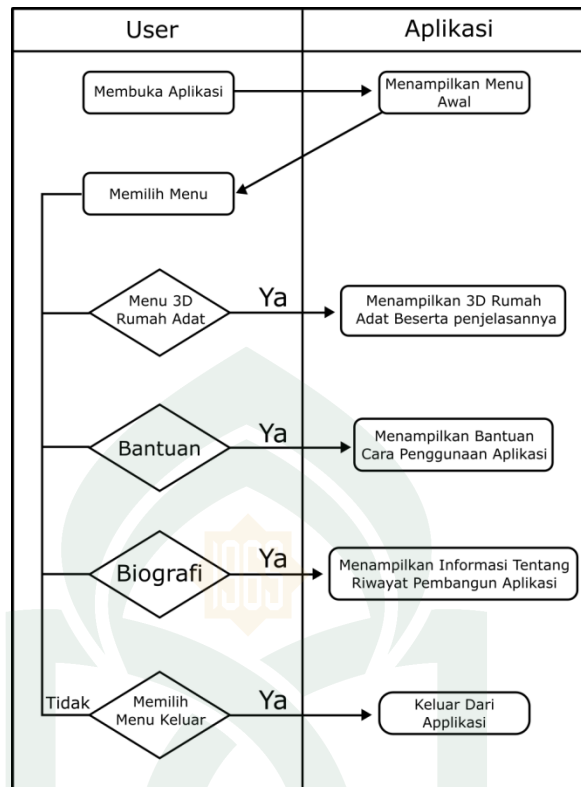 User
Aplikasi
Membuka Aplikasi
Menampilkan Menu
Awal
Memilih Menu
Menu 3D
Rumah Adat
Ya
Menampilkan 3D Rumah
Adat Beserta penjelasannya
Bantuan
Ya
Menampilkan Bantuan
Cara Penggunaan Aplikasi
1965
Biografi
Ya
Menampilkan Informasi Tentang
Riwayat Pembangun Aplikasi
Tidak
Memilih
Menu Keluar
Ya
Keluar Dari
Applikasi